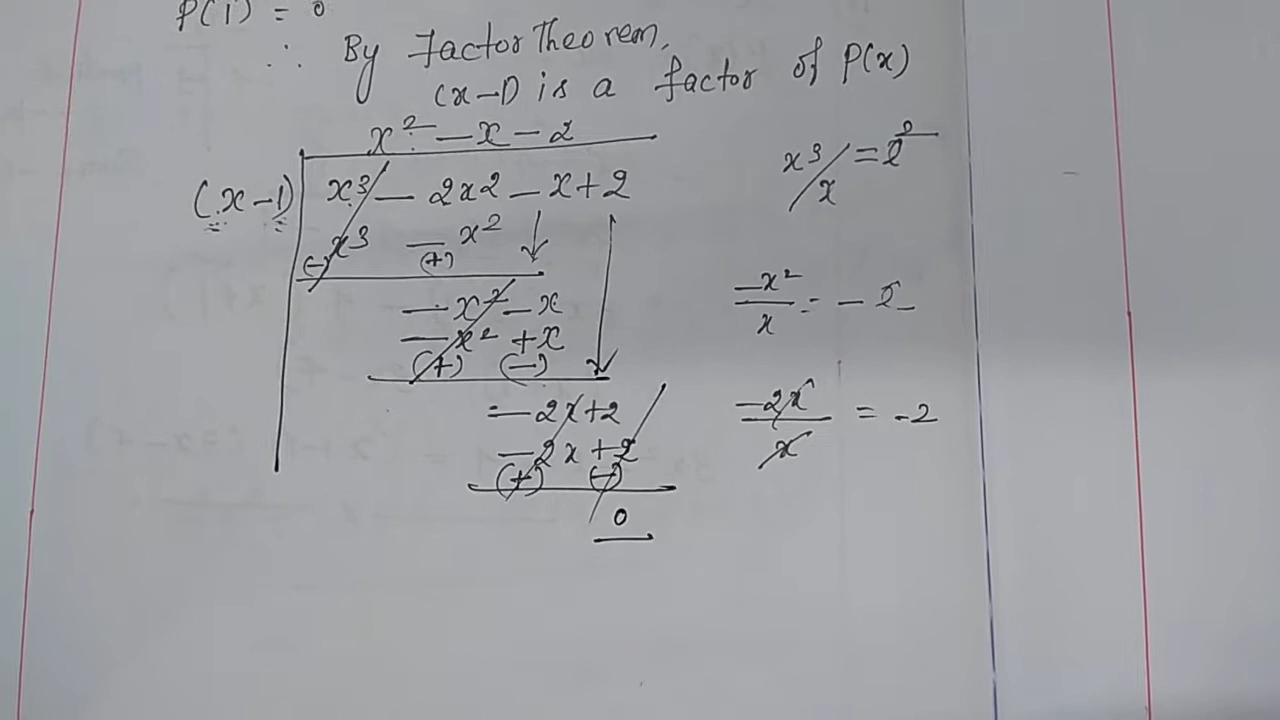 P(1) = 0
∴ By Factor Theorem,
(x-1) is a factor of P(x)
x² - x - 2
(x-1) x³ - 2x2 - x + 2
x³ - x²
(-) (+)
- x² - x
- x² + x
(+) (-)
- 2x + 2
- 2x + 2
(+) (-)
0
x³/x =
-x²/x = -
-2x/x = -2